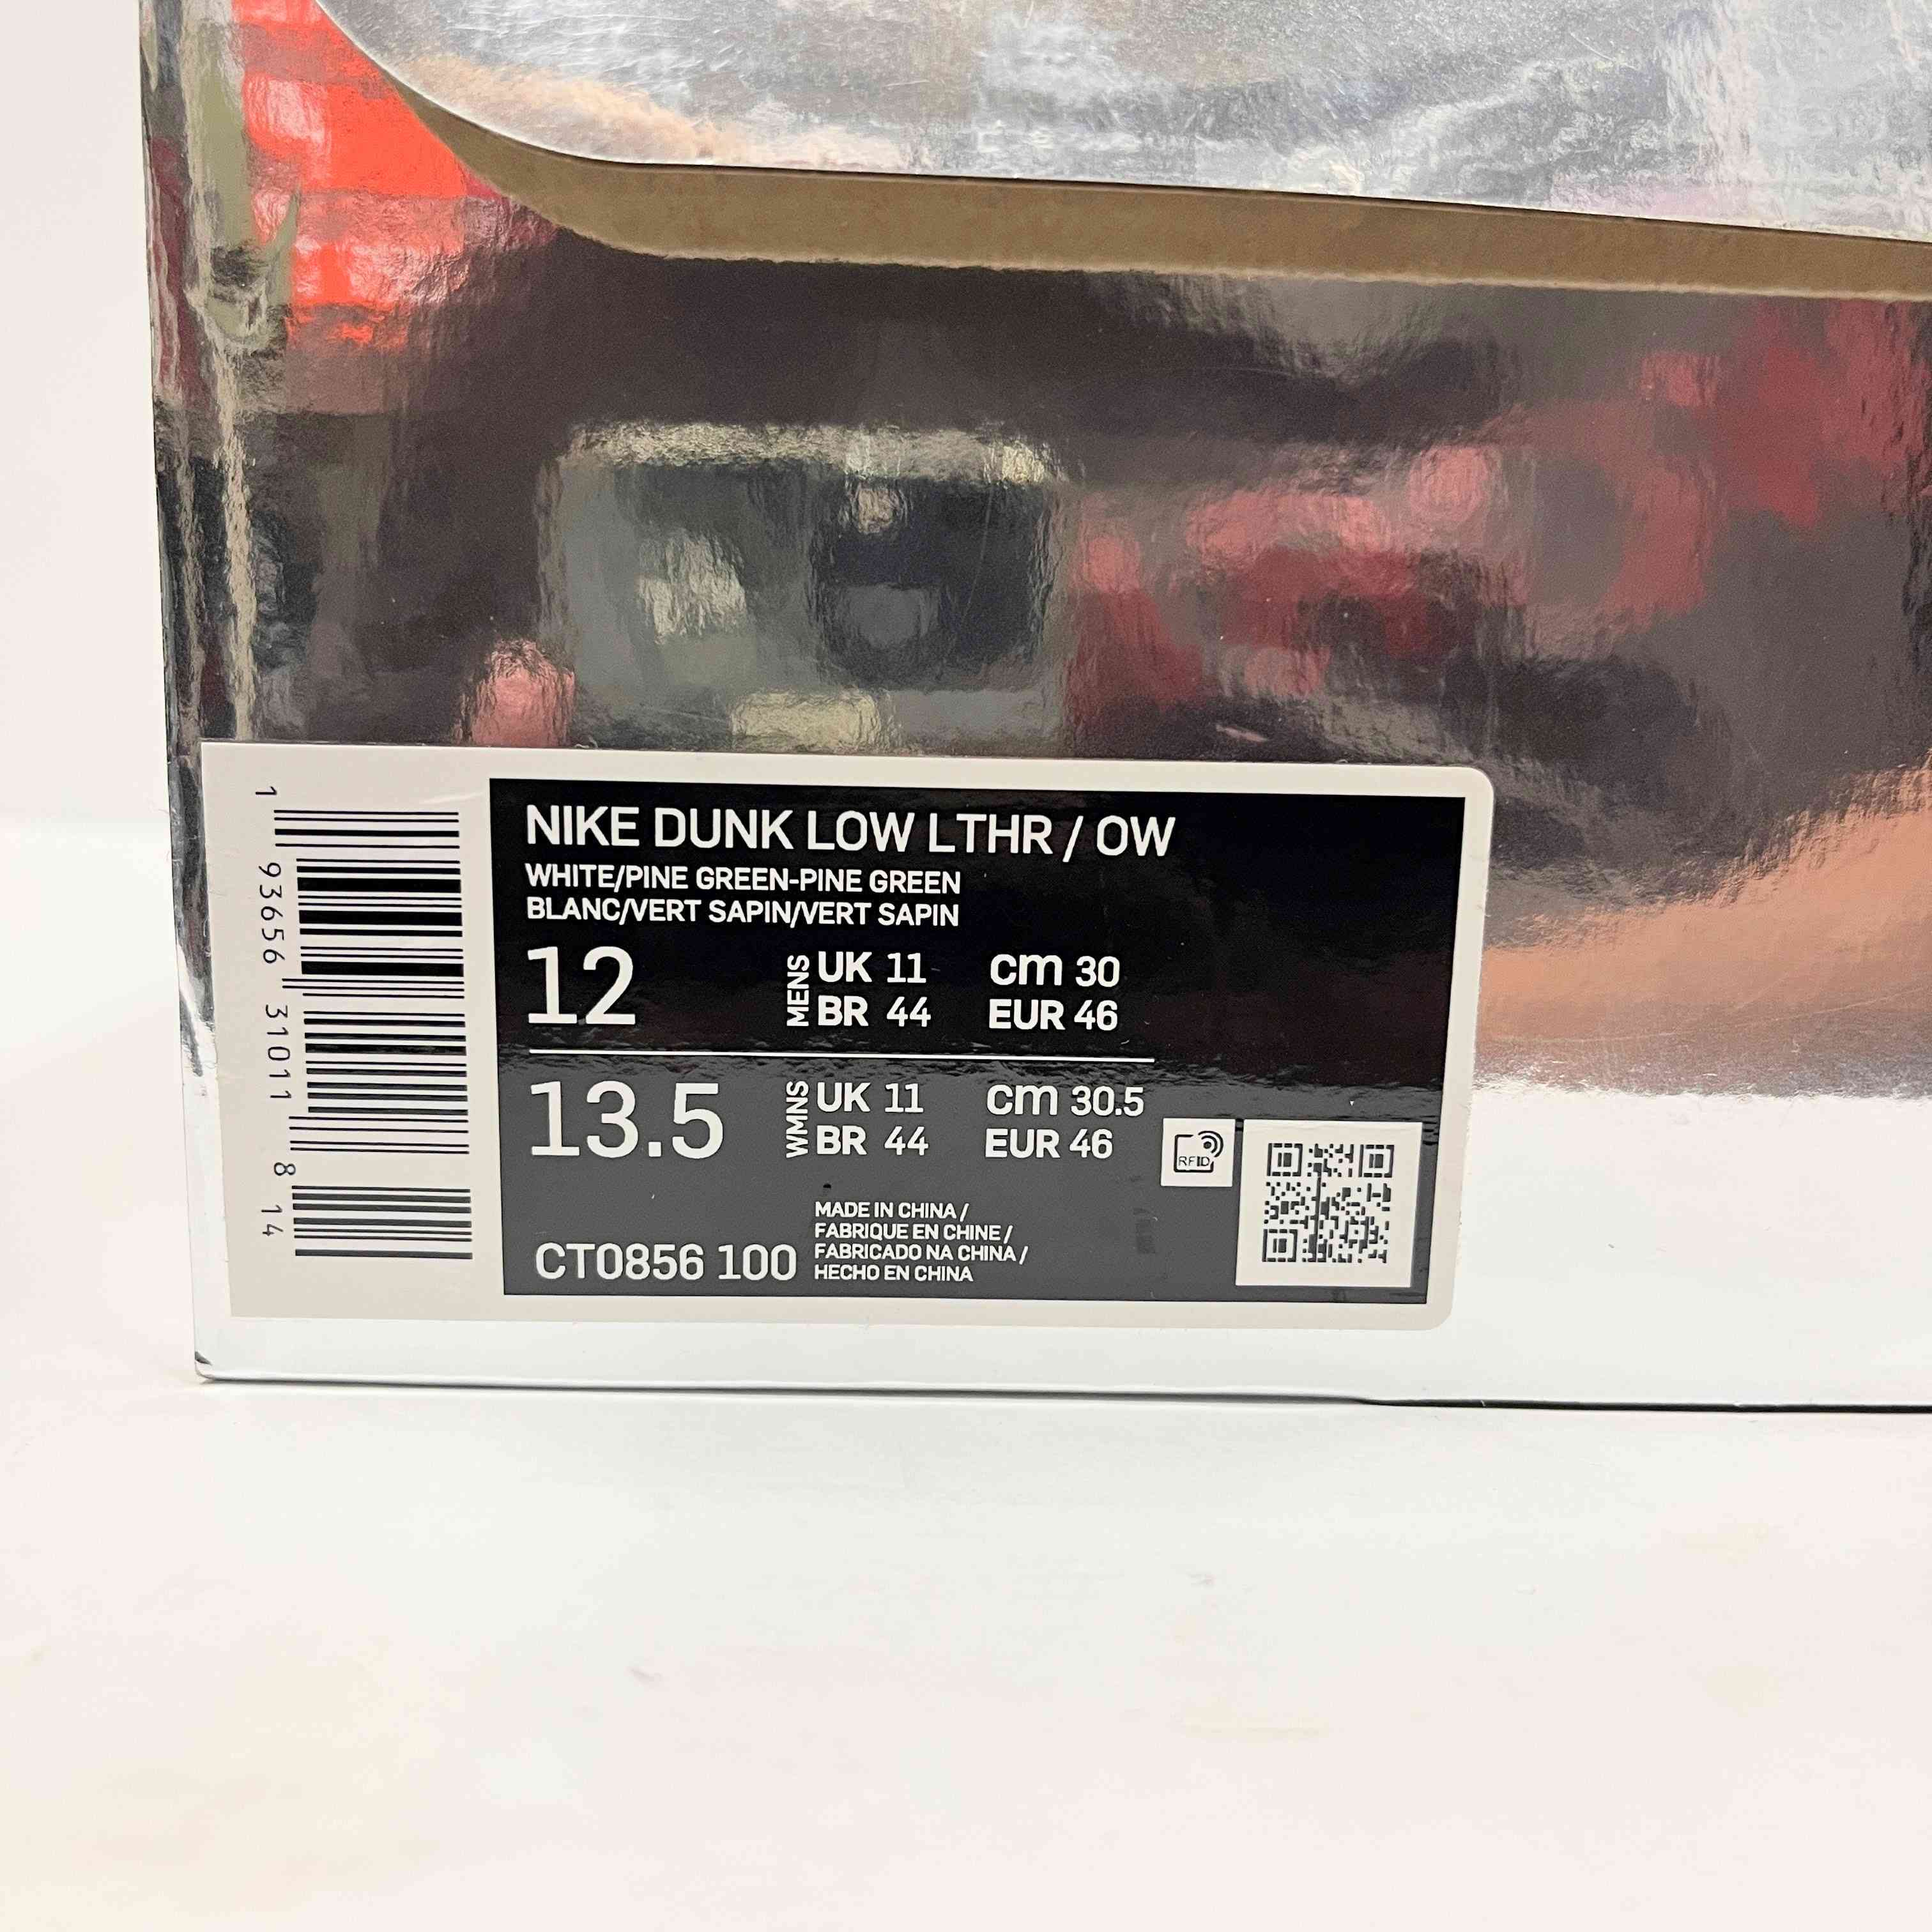 NIKE DUNK LOW LTHR / OW
WHITE/PINE GREEN-PINE GREEN
BLANC/VERT SAPIN/VERT SAPIN
12 MENS UK 11 cm 30
BR 44 EUR 46
13.5 WMNS UK 11 cm 30.5
BR 44 EUR 46
CT0856 100
MADE IN CHINA /
FABRIQUE EN CHINE /
FABRICADO NA CHINA /
HECHO EN CHINA
RFID
1 93656 31011 8 14